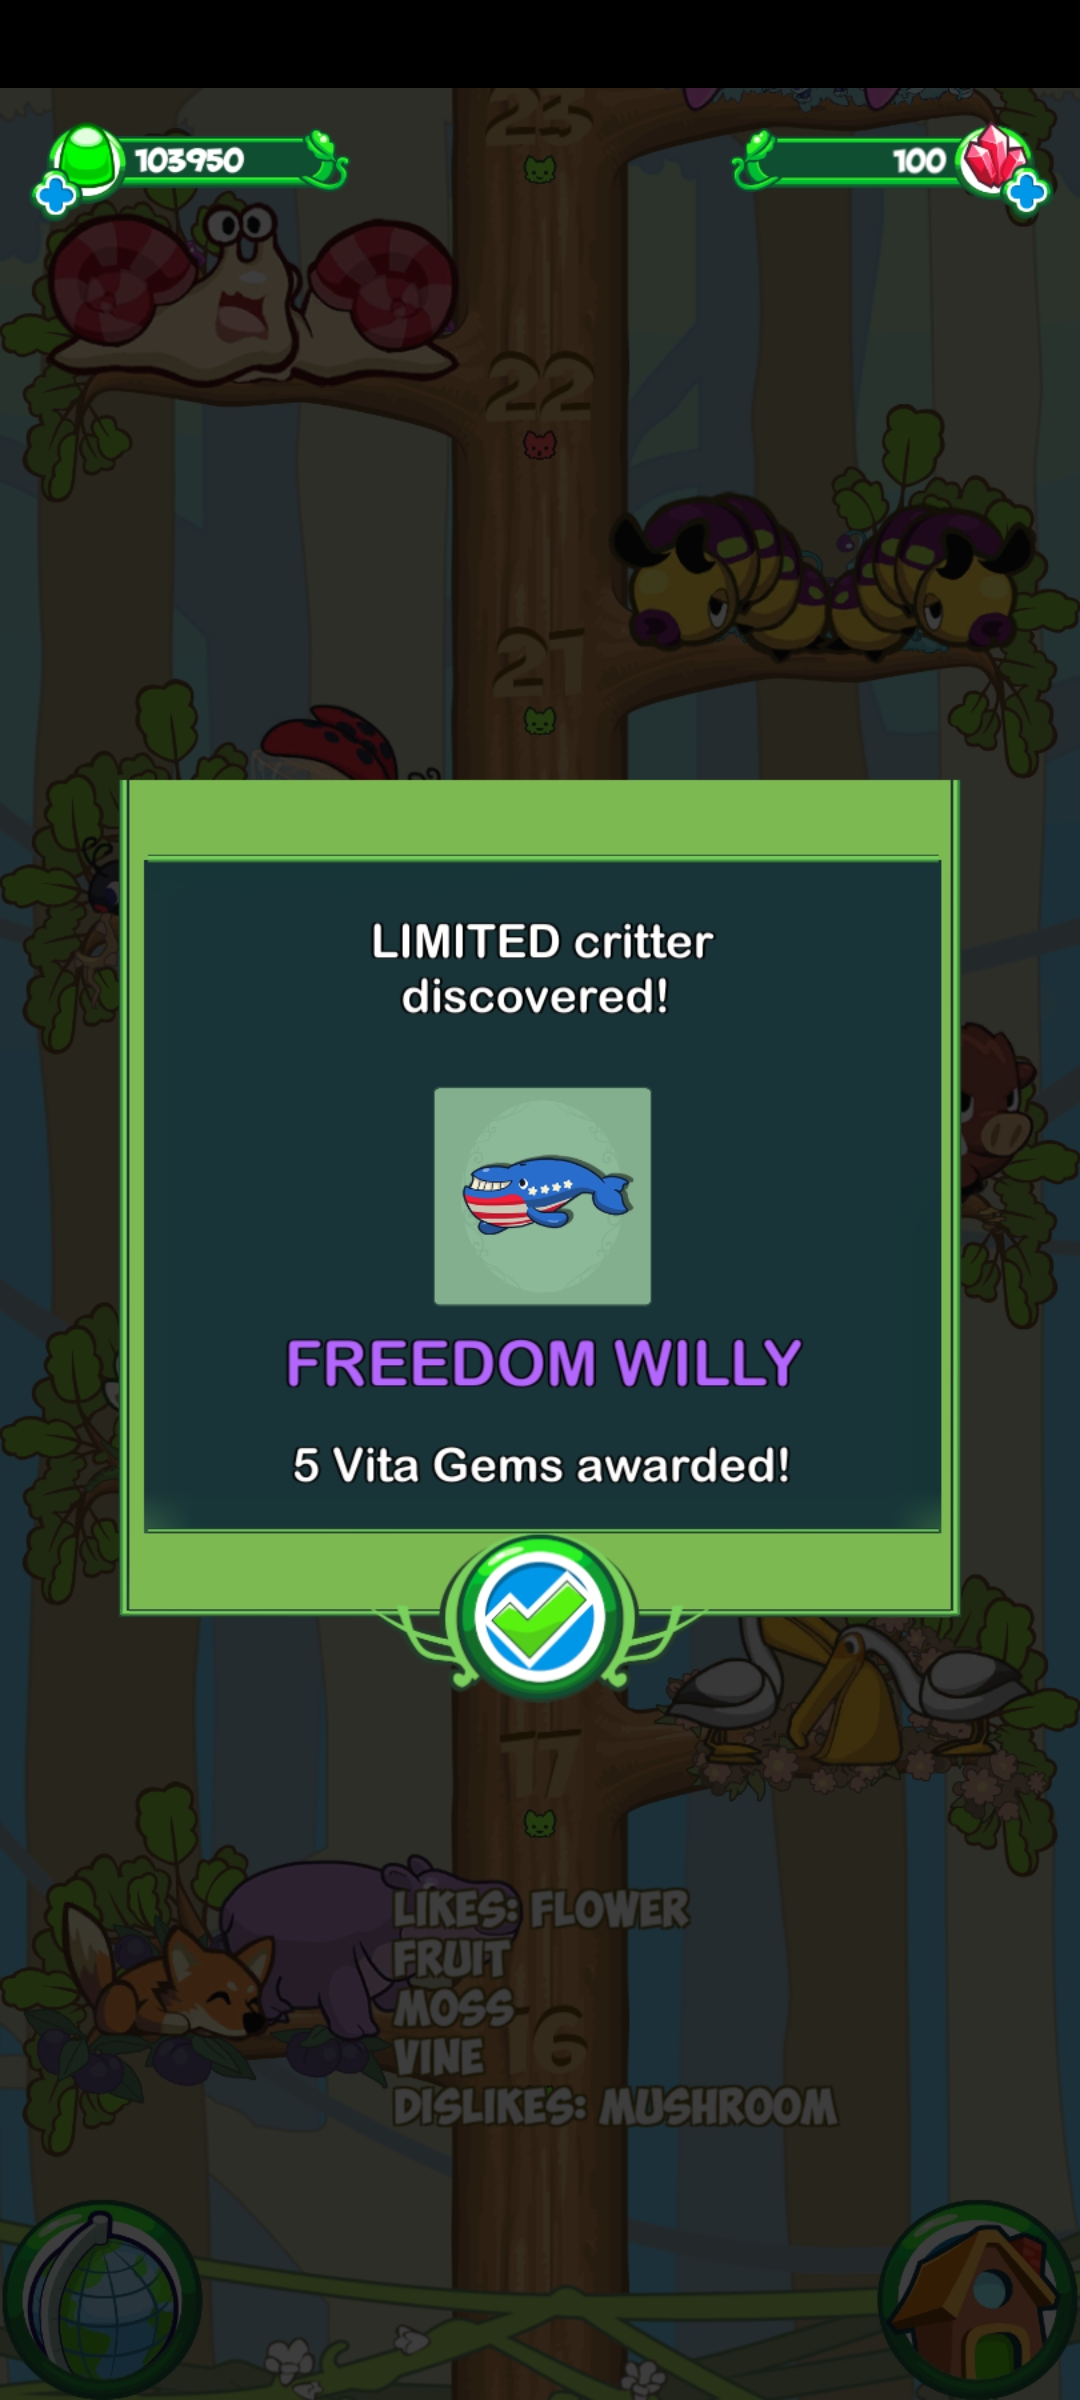 23
103950
100
22
21
LIMITED critter
discovered!
FREEDOM WILLY
5 Vita Gems awarded!
17
LIKES: FLOWER
FRUIT
MOSS
VINE
16
DISLIKES: MUSHROOM